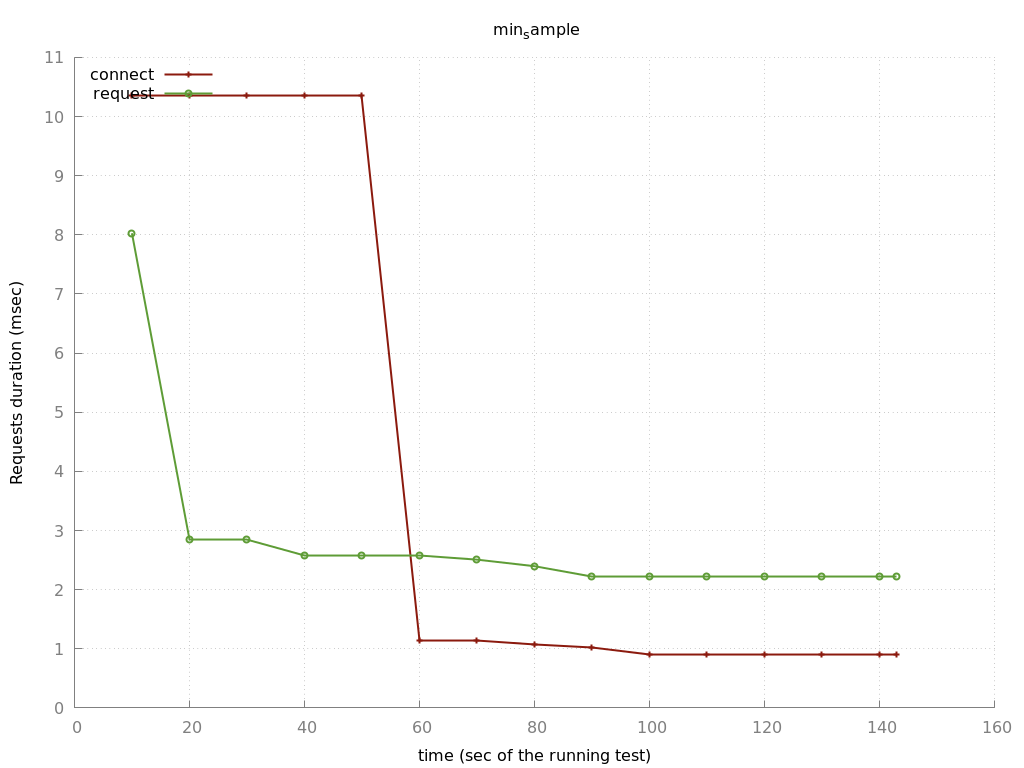 min_sample
11
connect
request
10
9
8
7
6
5
4
3
2
1
0
Requests duration (msec)
0 20 40 60 80 100 120 140 160
time (sec of the running test)